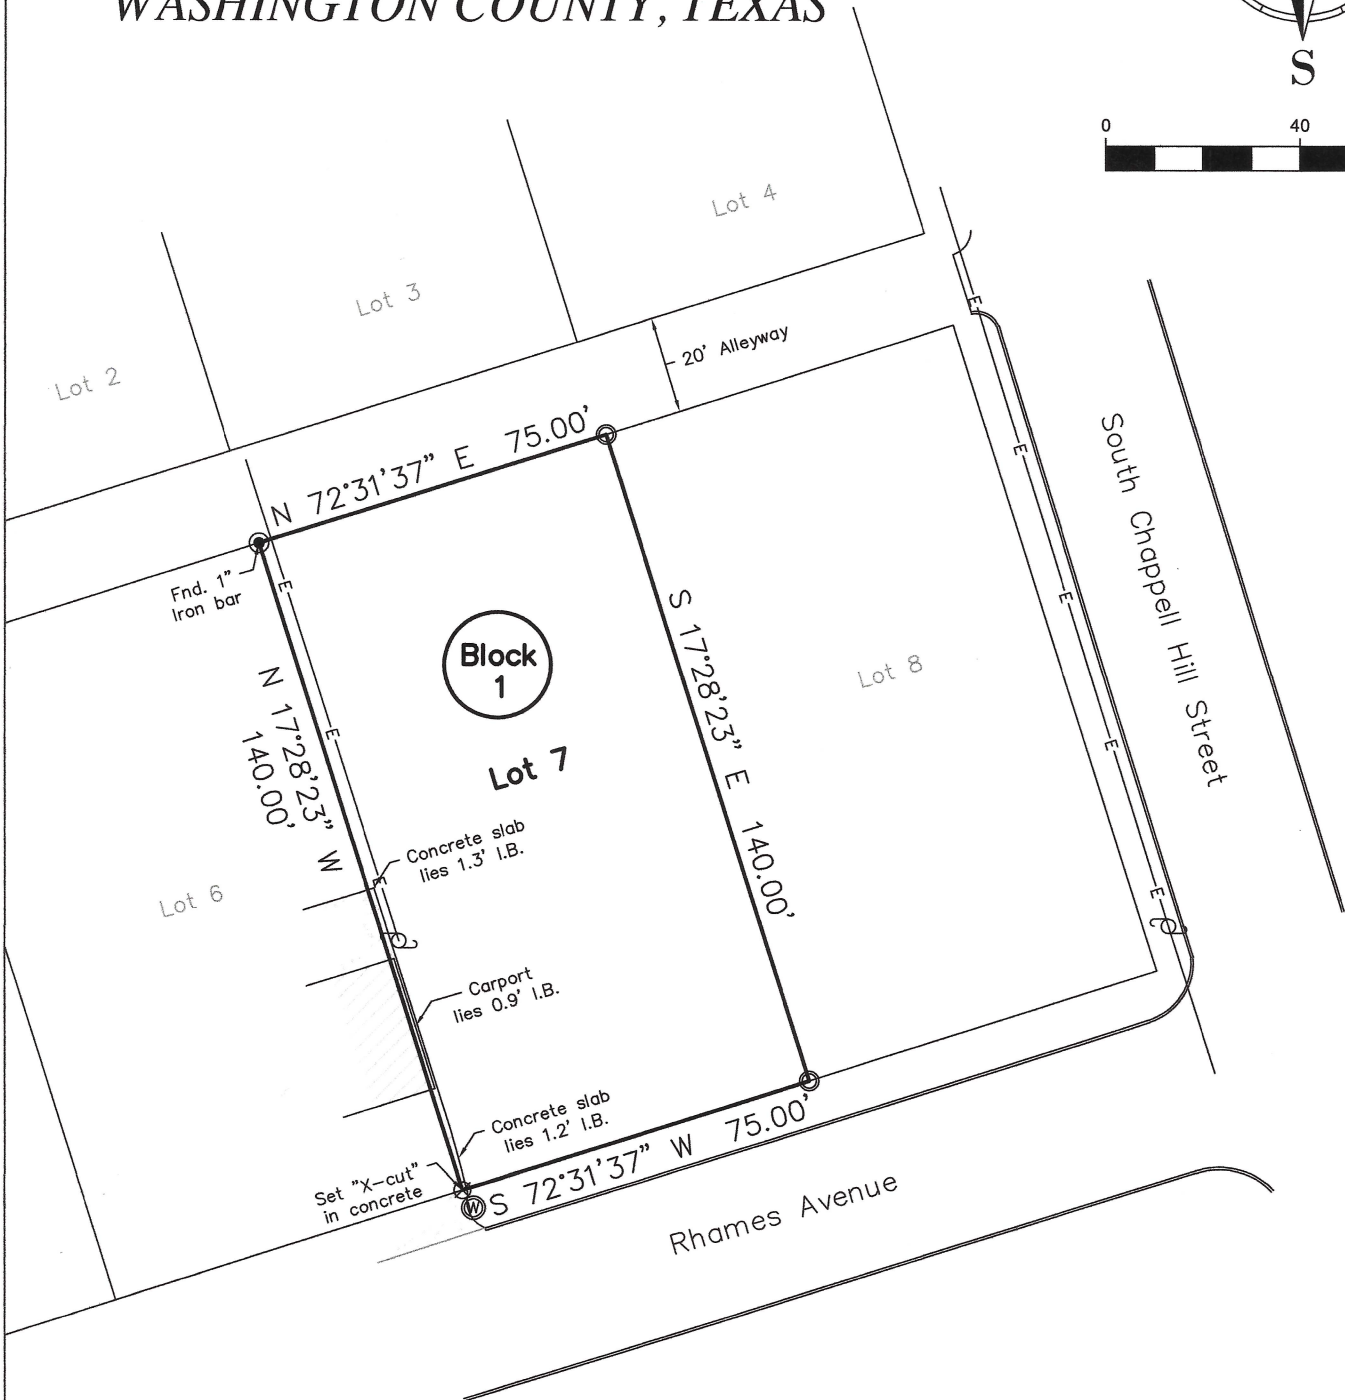 WASHINGTON COUNTY, TEXAS
S
0 40
Lot 4
Lot 3
Lot 2
20' Alleyway
N 72°31'37" E 75.00'
Fnd. 1"
Iron bar
E
E
E
E
E
E
E
E
E
South Chappell Hill Street
Block
1
Lot 7
Lot 8
Lot 6
S 17°28'23" E 140.00'
N 17°28'23" W
140.00'
Concrete slab
lies 1.3' I.B.
Carport
lies 0.9' I.B.
Concrete slab
lies 1.2' I.B.
Set "X-cut"
in concrete
W
S 72°31'37" W 75.00'
Rhames Avenue